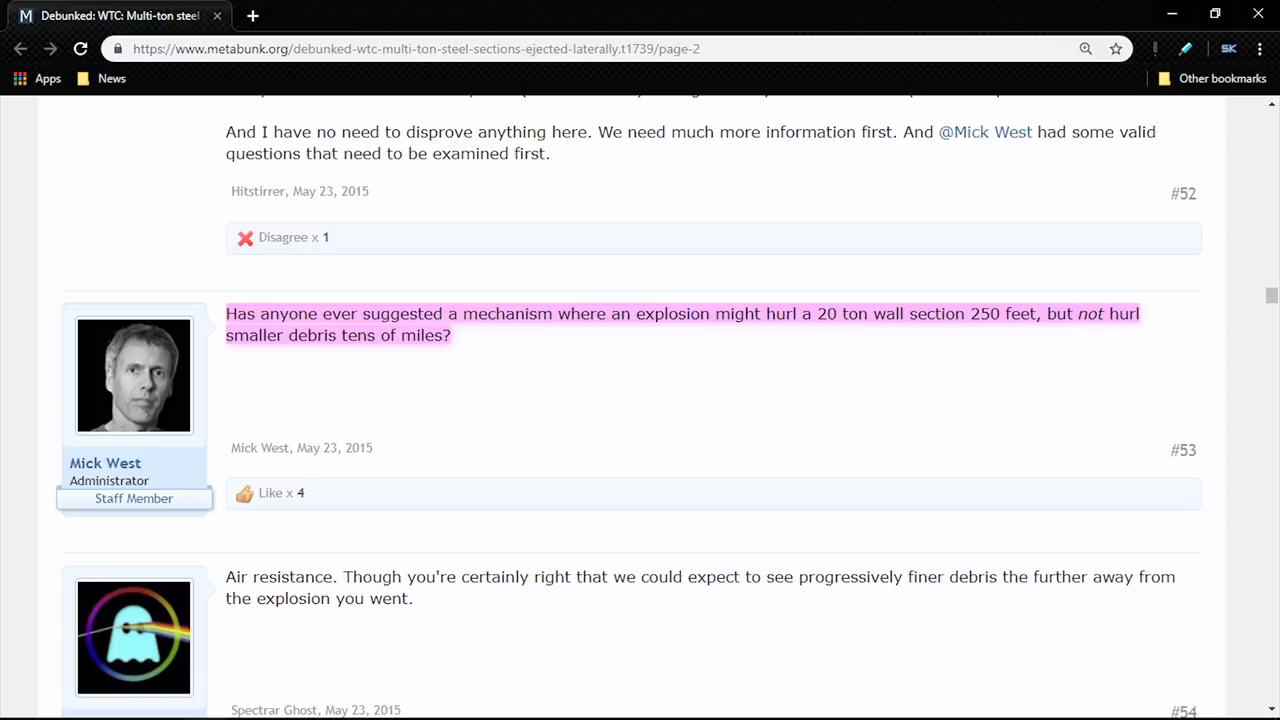 Debunked: WTC: Multi-ton steel
https://www.metabunk.org/debunked-wtc-multi-ton-steel-sections-ejected-laterally.t1739/page-2
SK
Apps
News
Other bookmarks
And I have no need to disprove anything here. We need much more information first. And @Mick West had some valid
questions that need to be examined first.
Hitstirrer, May 23, 2015
#52
Disagree x 1
Has anyone ever suggested a mechanism where an explosion might hurl a 20 ton wall section 250 feet, but not hurl
smaller debris tens of miles?
Mick West, May 23, 2015
#53
Mick West
Administrator
Staff Member
Like x 4
Air resistance. Though you're certainly right that we could expect to see progressively finer debris the further away from
the explosion you went.
Spectrar Ghost, May 23, 2015
#54